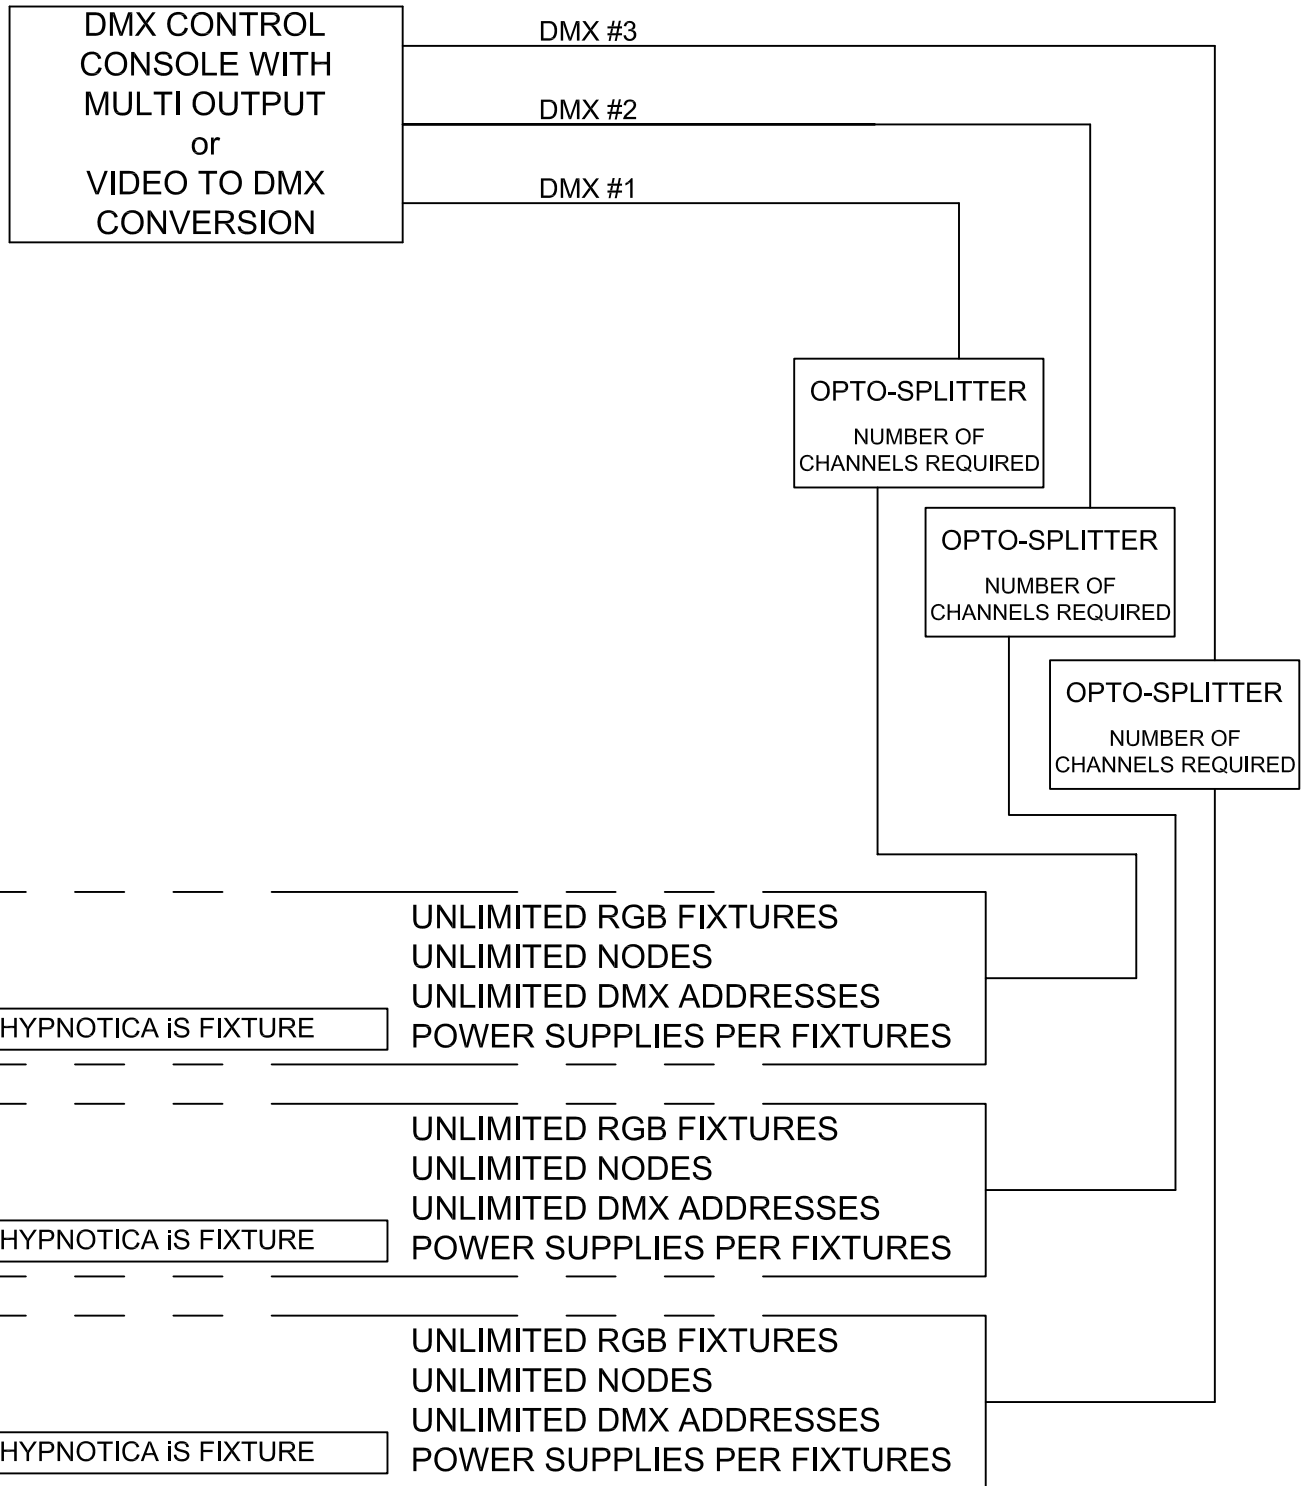 DMX CONTROL
CONSOLE WITH
MULTI OUTPUT
or
VIDEO TO DMX
CONVERSION
DMX #3
DMX #2
DMX #1
OPTO-SPLITTER
NUMBER OF
CHANNELS REQUIRED
OPTO-SPLITTER
NUMBER OF
CHANNELS REQUIRED
OPTO-SPLITTER
NUMBER OF
CHANNELS REQUIRED
UNLIMITED RGB FIXTURES
UNLIMITED NODES
UNLIMITED DMX ADDRESSES
POWER SUPPLIES PER FIXTURES
HYPNOTICA iS FIXTURE
UNLIMITED RGB FIXTURES
UNLIMITED NODES
UNLIMITED DMX ADDRESSES
POWER SUPPLIES PER FIXTURES
HYPNOTICA iS FIXTURE
UNLIMITED RGB FIXTURES
UNLIMITED NODES
UNLIMITED DMX ADDRESSES
POWER SUPPLIES PER FIXTURES
HYPNOTICA iS FIXTURE